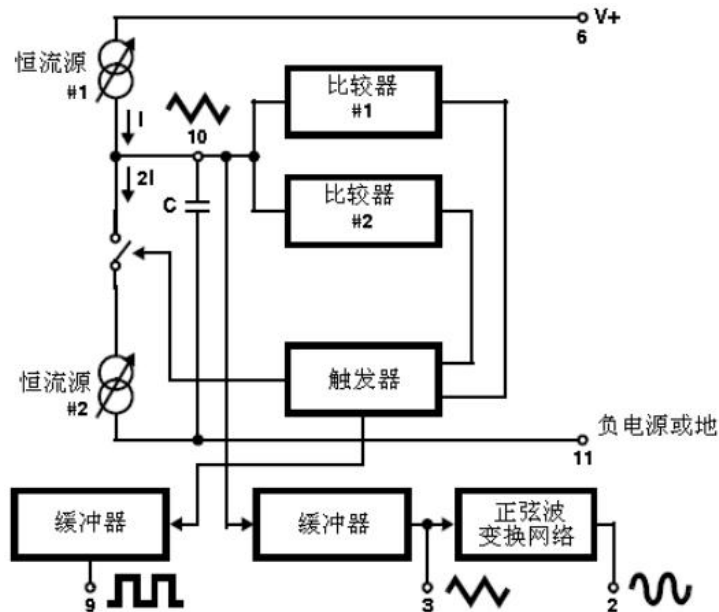 V+
6
恒流源
#1
I
10
比较器
#1
2I
C
比较器
#2
恒流源
#2
触发器
负电源或地
11
缓冲器
缓冲器
正弦波
变换网络
9
3
2